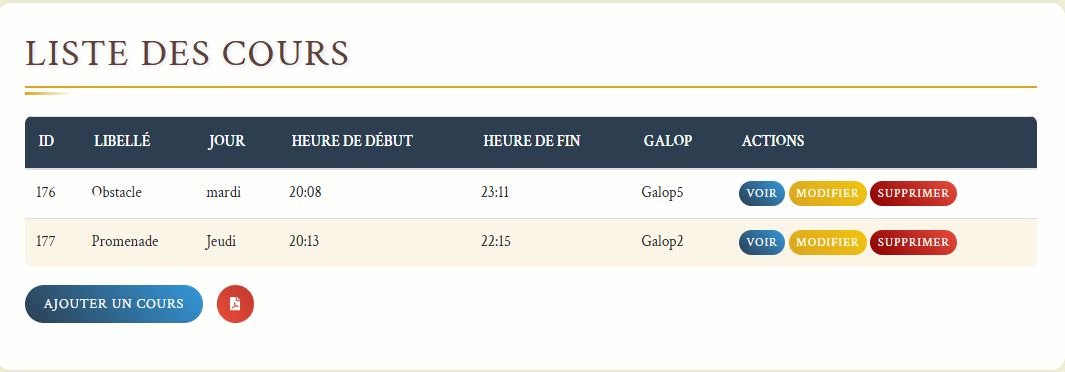 LISTE DES COURS
ID LIBELLÉ JOUR HEURE DE DÉBUT HEURE DE FIN GALOP ACTIONS
176 Obstacle mardi 20:08 23:11 Galop5 VOIR MODIFIER SUPPRIMER
177 Promenade Jeudi 20:13 22:15 Galop2 VOIR MODIFIER SUPPRIMER
AJOUTER UN COURS